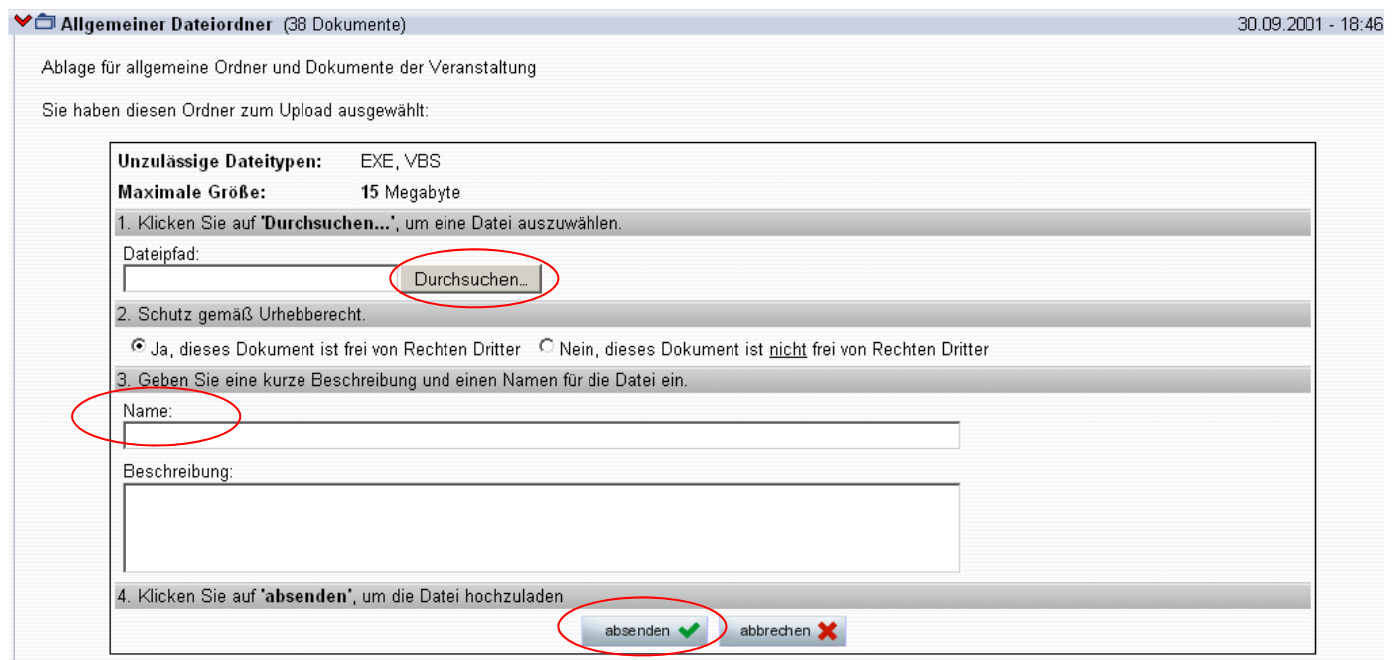 Allgemeiner Dateiordner (38 Dokumente) 30.09.2001 - 18:46
Ablage für allgemeine Ordner und Dokumente der Veranstaltung
Sie haben diesen Ordner zum Upload ausgewählt:
Unzulässige Dateitypen: EXE, VBS
Maximale Größe: 15 Megabyte
1. Klicken Sie auf 'Durchsuchen...', um eine Datei auszuwählen.
Dateipfad:
Durchsuchen...
2. Schutz gemäß Urhebberecht.
Ja, dieses Dokument ist frei von Rechten Dritter Nein, dieses Dokument ist nicht frei von Rechten Dritter
3. Geben Sie eine kurze Beschreibung und einen Namen für die Datei ein.
Name:
Beschreibung:
4. Klicken Sie auf 'absenden', um die Datei hochzuladen
absenden abbrechen